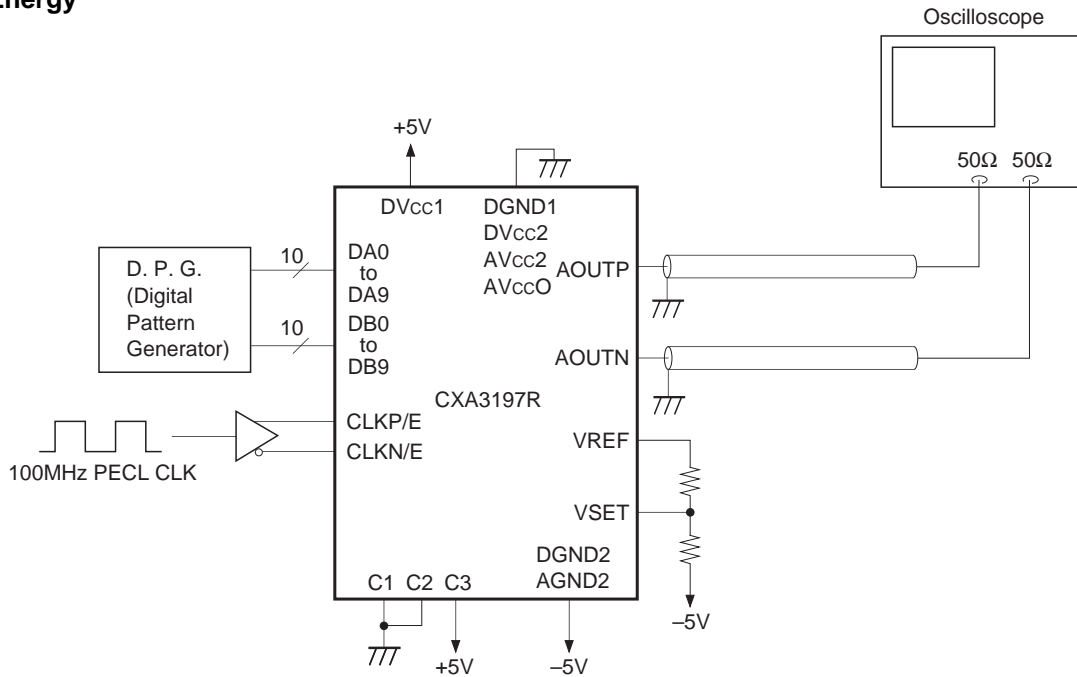 Energy
Oscilloscope
50Ω 50Ω
+5V
DVCC1
DGND1
DVCC2
AVCC2
AVCCO
D. P. G.
(Digital
Pattern
Generator)
10
10
DA0
to
DA9
DB0
to
DB9
AOUTP
AOUTN
CXA3197R
CLKP/E
CLKN/E
100MHz PECL CLK
VREF
VSET
DGND2
AGND2
C1 C2 C3
+5V
–5V
–5V